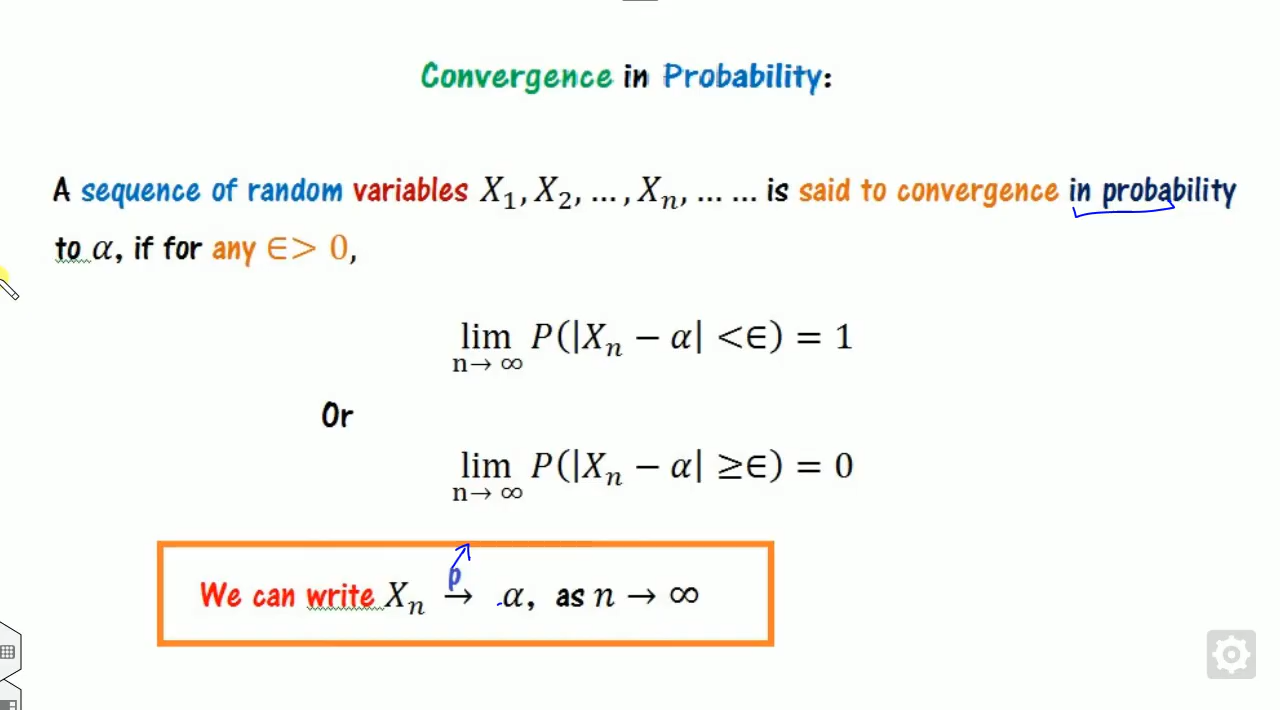 Convergence in Probability:
A sequence of random variables X₁, X₂, … , Xₙ, … … is said to convergence in probability
to α, if for any ∈> 0,
lim P(|Xₙ − α| <∈) = 1
n→ ∞
Or
lim P(|Xₙ − α| ≥∈) = 0
n→ ∞
p
We can write Xₙ → α, as n → ∞